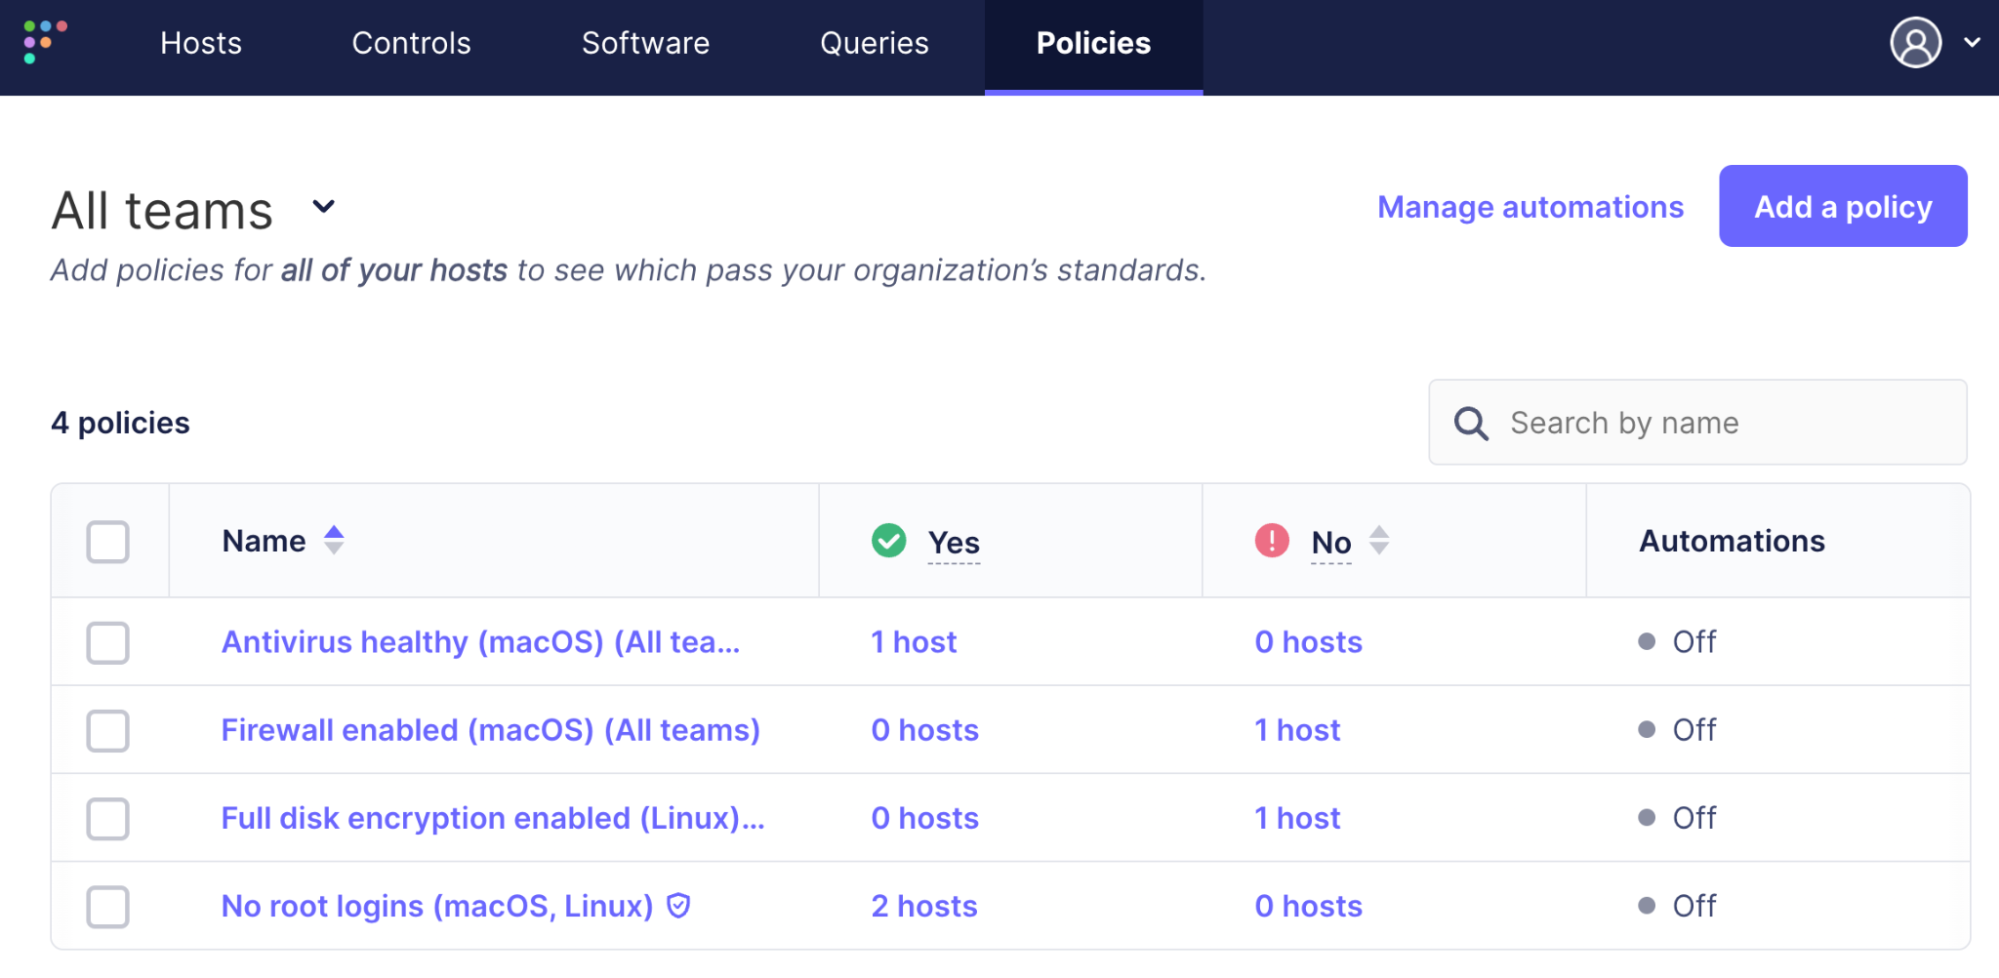 Hosts Controls Software Queries Policies
All teams
Manage automations Add a policy
Add policies for all of your hosts to see which pass your organization's standards.
4 policies
Search by name
Name Yes No Automations
Antivirus healthy (macOS) (All tea... 1 host 0 hosts Off
Firewall enabled (macOS) (All teams) 0 hosts 1 host Off
Full disk encryption enabled (Linux)... 0 hosts 1 host Off
No root logins (macOS, Linux) 2 hosts 0 hosts Off